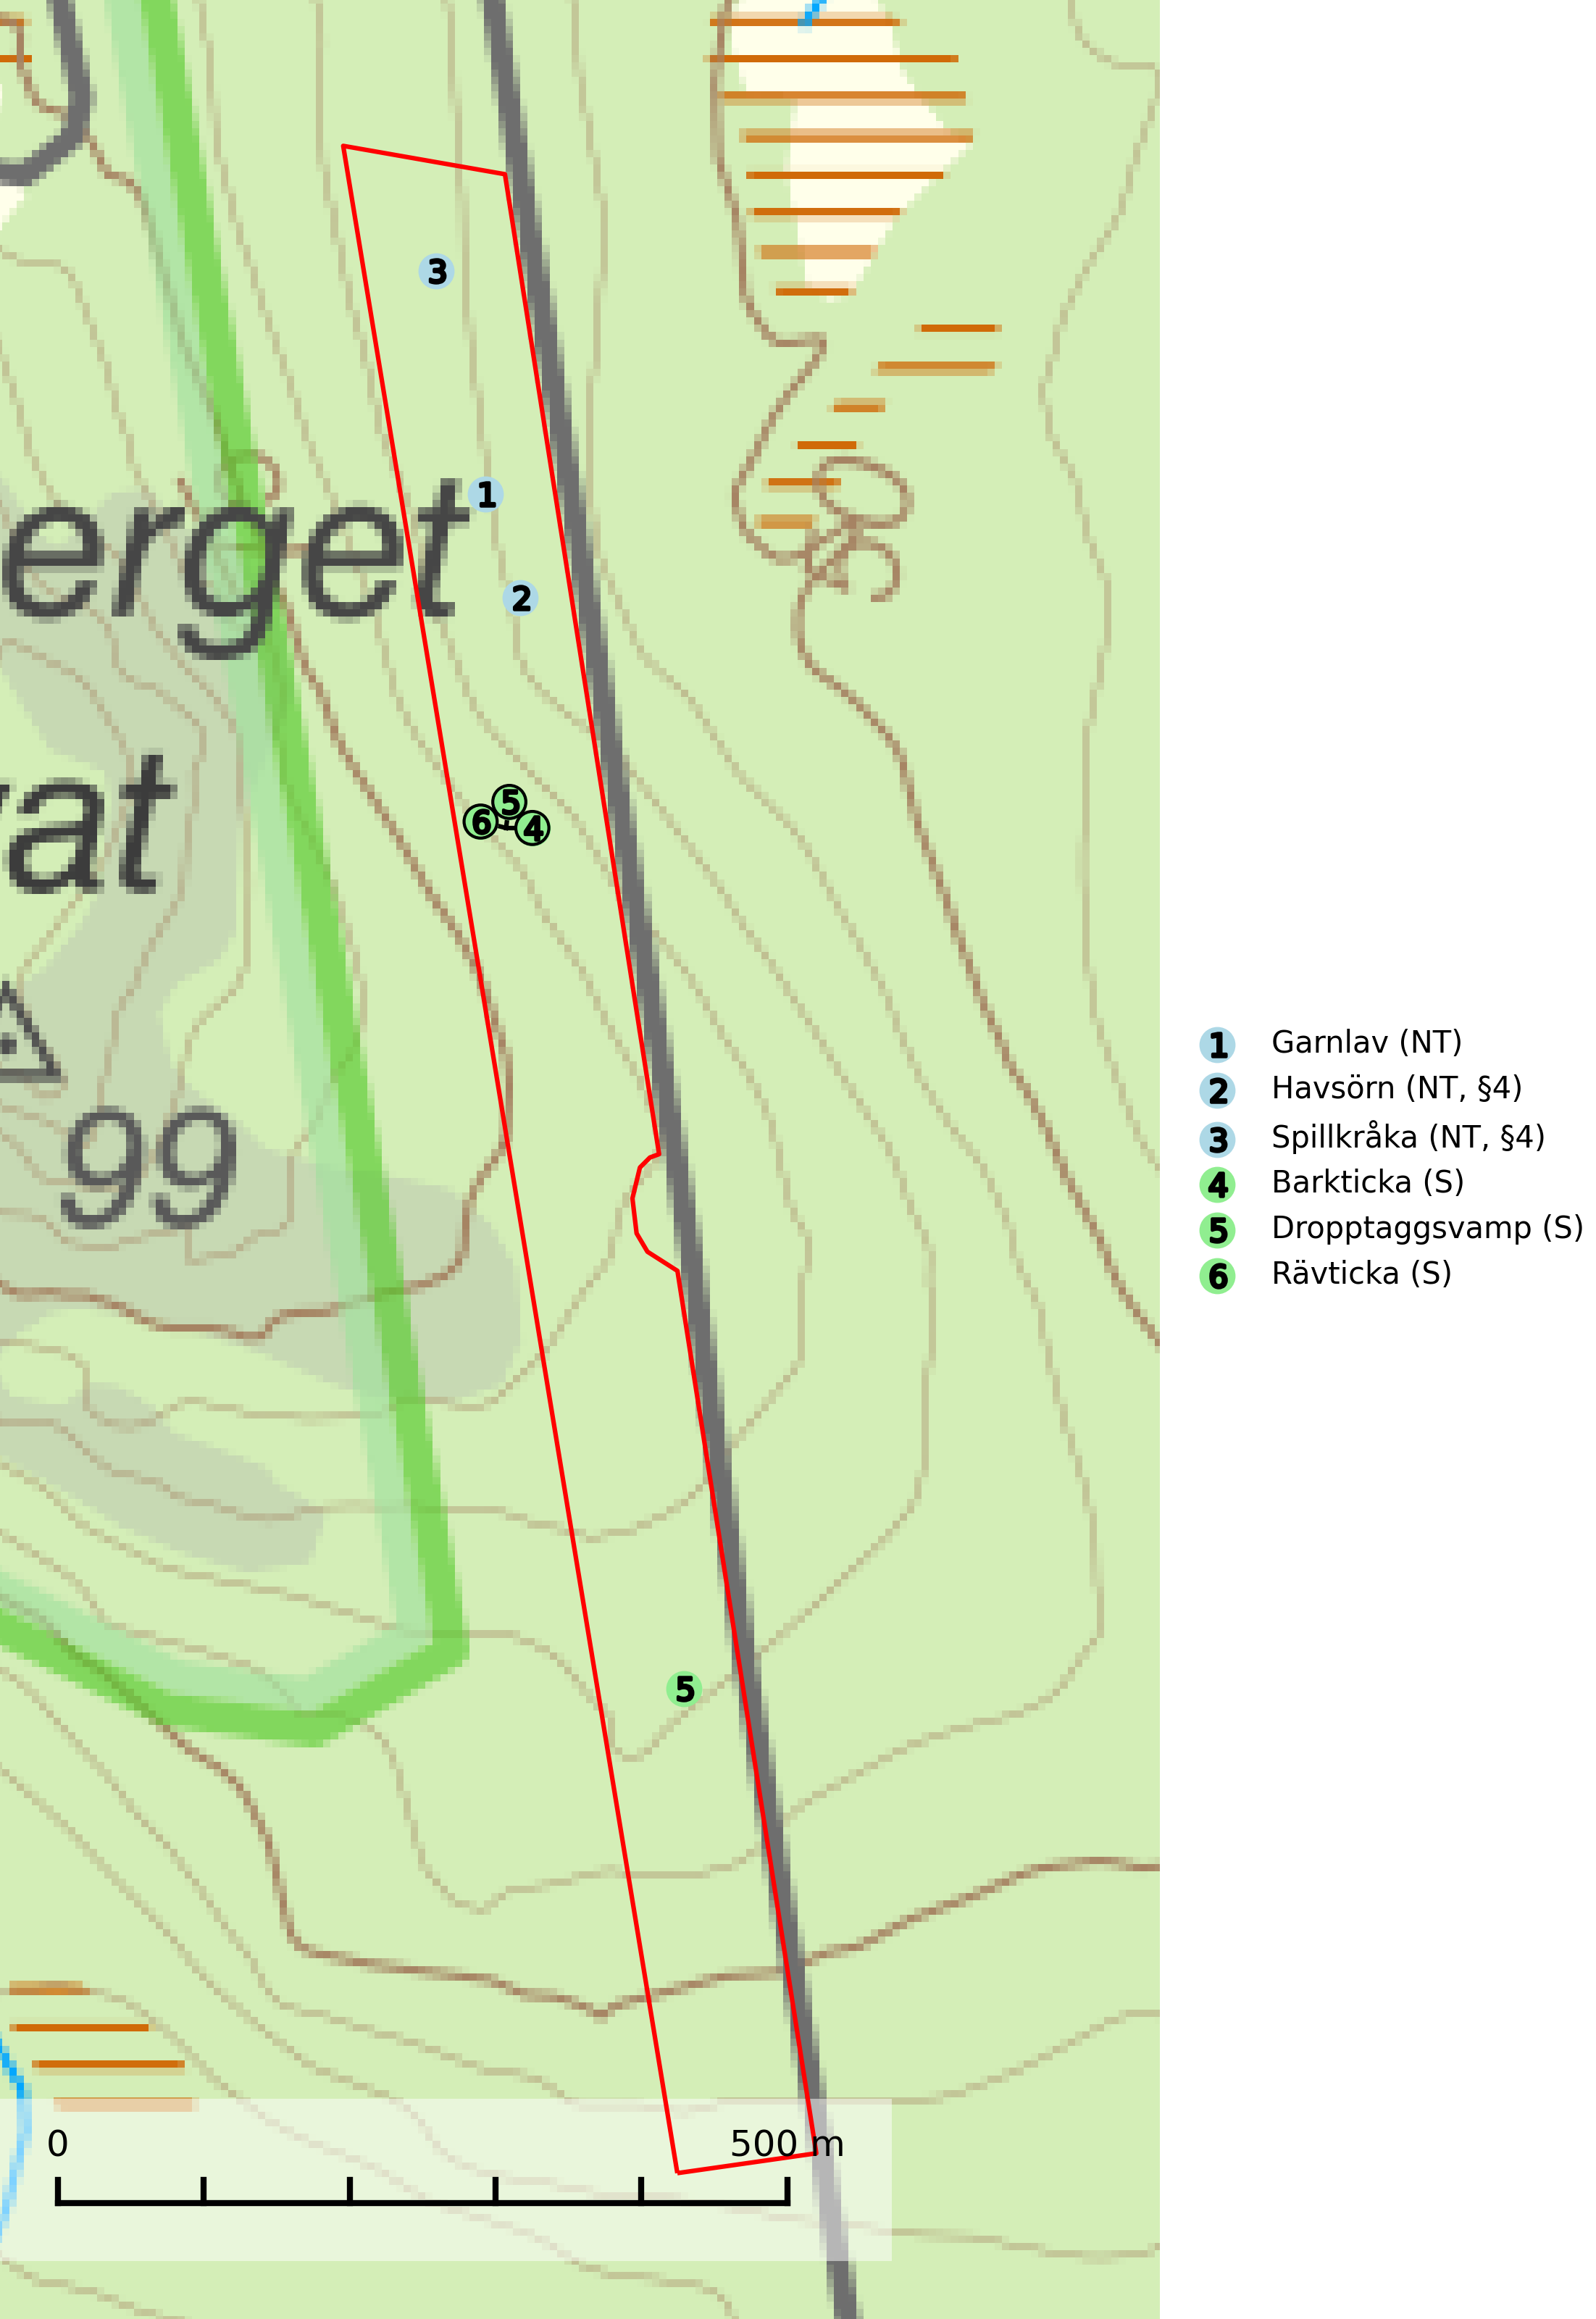 3
1
erget
2
5
6
4
vat
99
5
0 500 m
1 Garnlav (NT)
2 Havsörn (NT, §4)
3 Spillkråka (NT, §4)
4 Barkticka (S)
5 Dropptaggsvamp (S)
6 Rävticka (S)